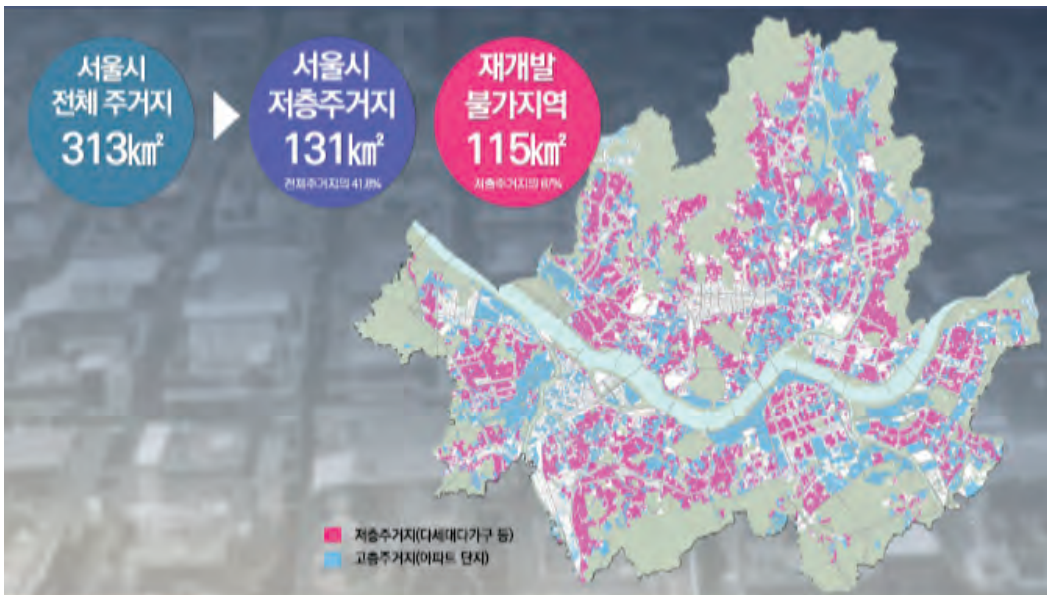 서울시
전체 주거지
313㎢
서울시
저층주거지
131㎢
전체주거지의 41.8%
재개발
불가지역
115㎢
저층주거지의 87%
저층주거지(다세대다가구 등)
고층주거지(아파트 단지)